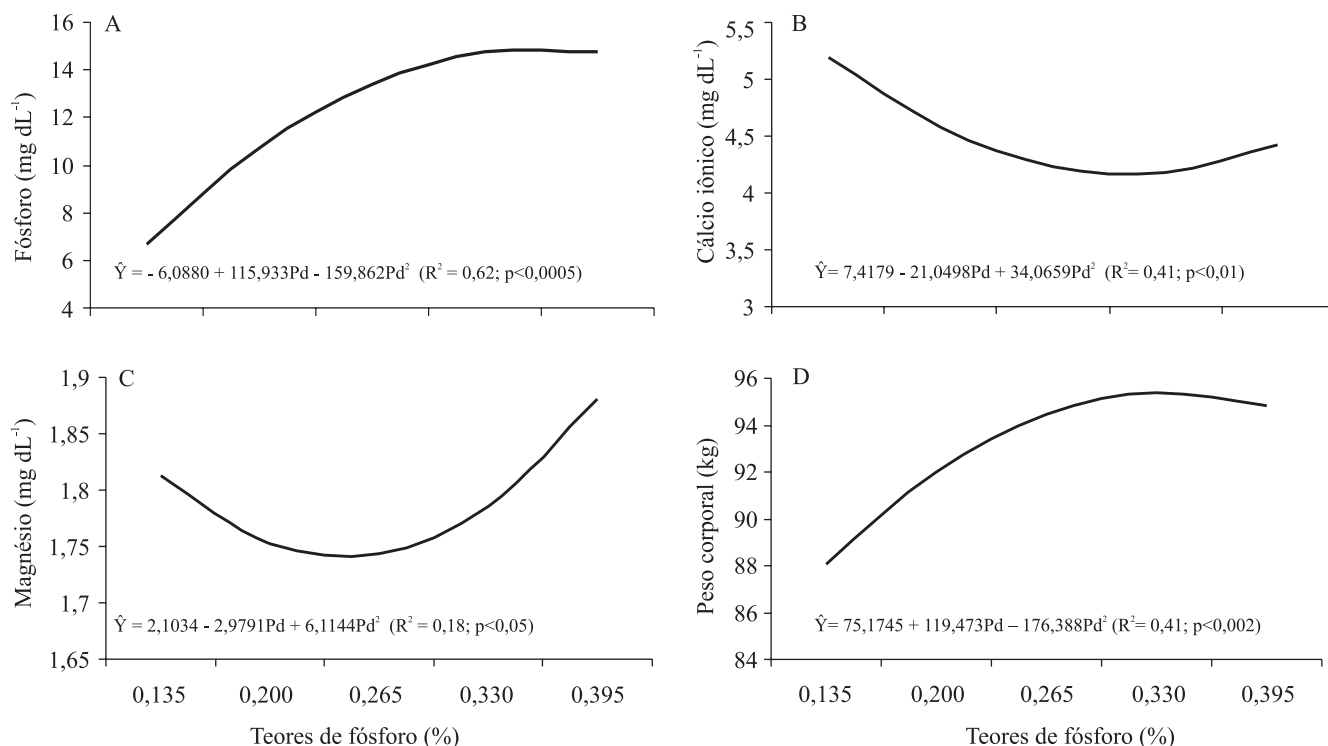 A
Fósforo (mg dL⁻¹)
16
14
12
10
8
6
4
Ŷ = - 6,0880 + 115,933Pd - 159,862Pd² (R² = 0,62; p<0,0005)
B
Cálcio iônico (mg dL⁻¹)
5,5
5
4,5
4
3,5
3
Ŷ= 7,4179 - 21,0498Pd + 34,0659Pd² (R²= 0,41; p<0,01)
C
Magnésio (mg dL⁻¹)
1,9
1,85
1,8
1,75
1,7
1,65
Ŷ = 2,1034 - 2,9791Pd + 6,1144Pd² (R² = 0,18; p<0,05)
0,135 0,200 0,265 0,330 0,395
Teores de fósforo (%)
D
Peso corporal (kg)
96
94
92
90
88
86
84
Ŷ= 75,1745 + 119,473Pd – 176,388Pd² (R²= 0,41; p<0,002)
0,135 0,200 0,265 0,330 0,395
Teores de fósforo (%)